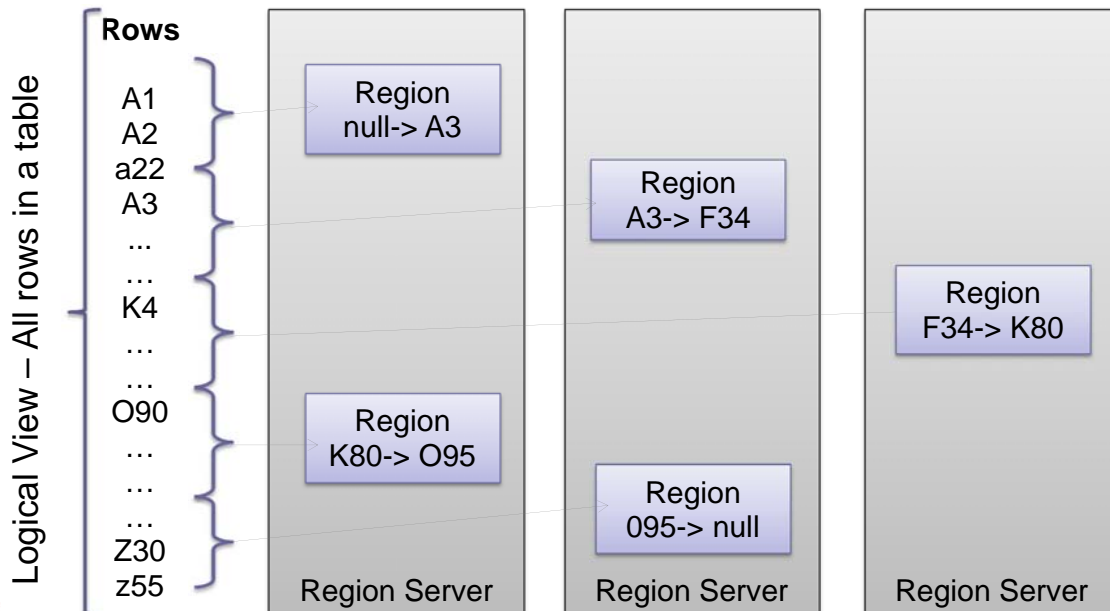 Logical View – All rows in a table
Rows
A1
A2
a22
A3
...
…
K4
…
…
O90
…
…
…
Z30
z55
Region
null-> A3
Region
K80-> O95
Region Server
Region
A3-> F34
Region
095-> null
Region Server
Region
F34-> K80
Region Server